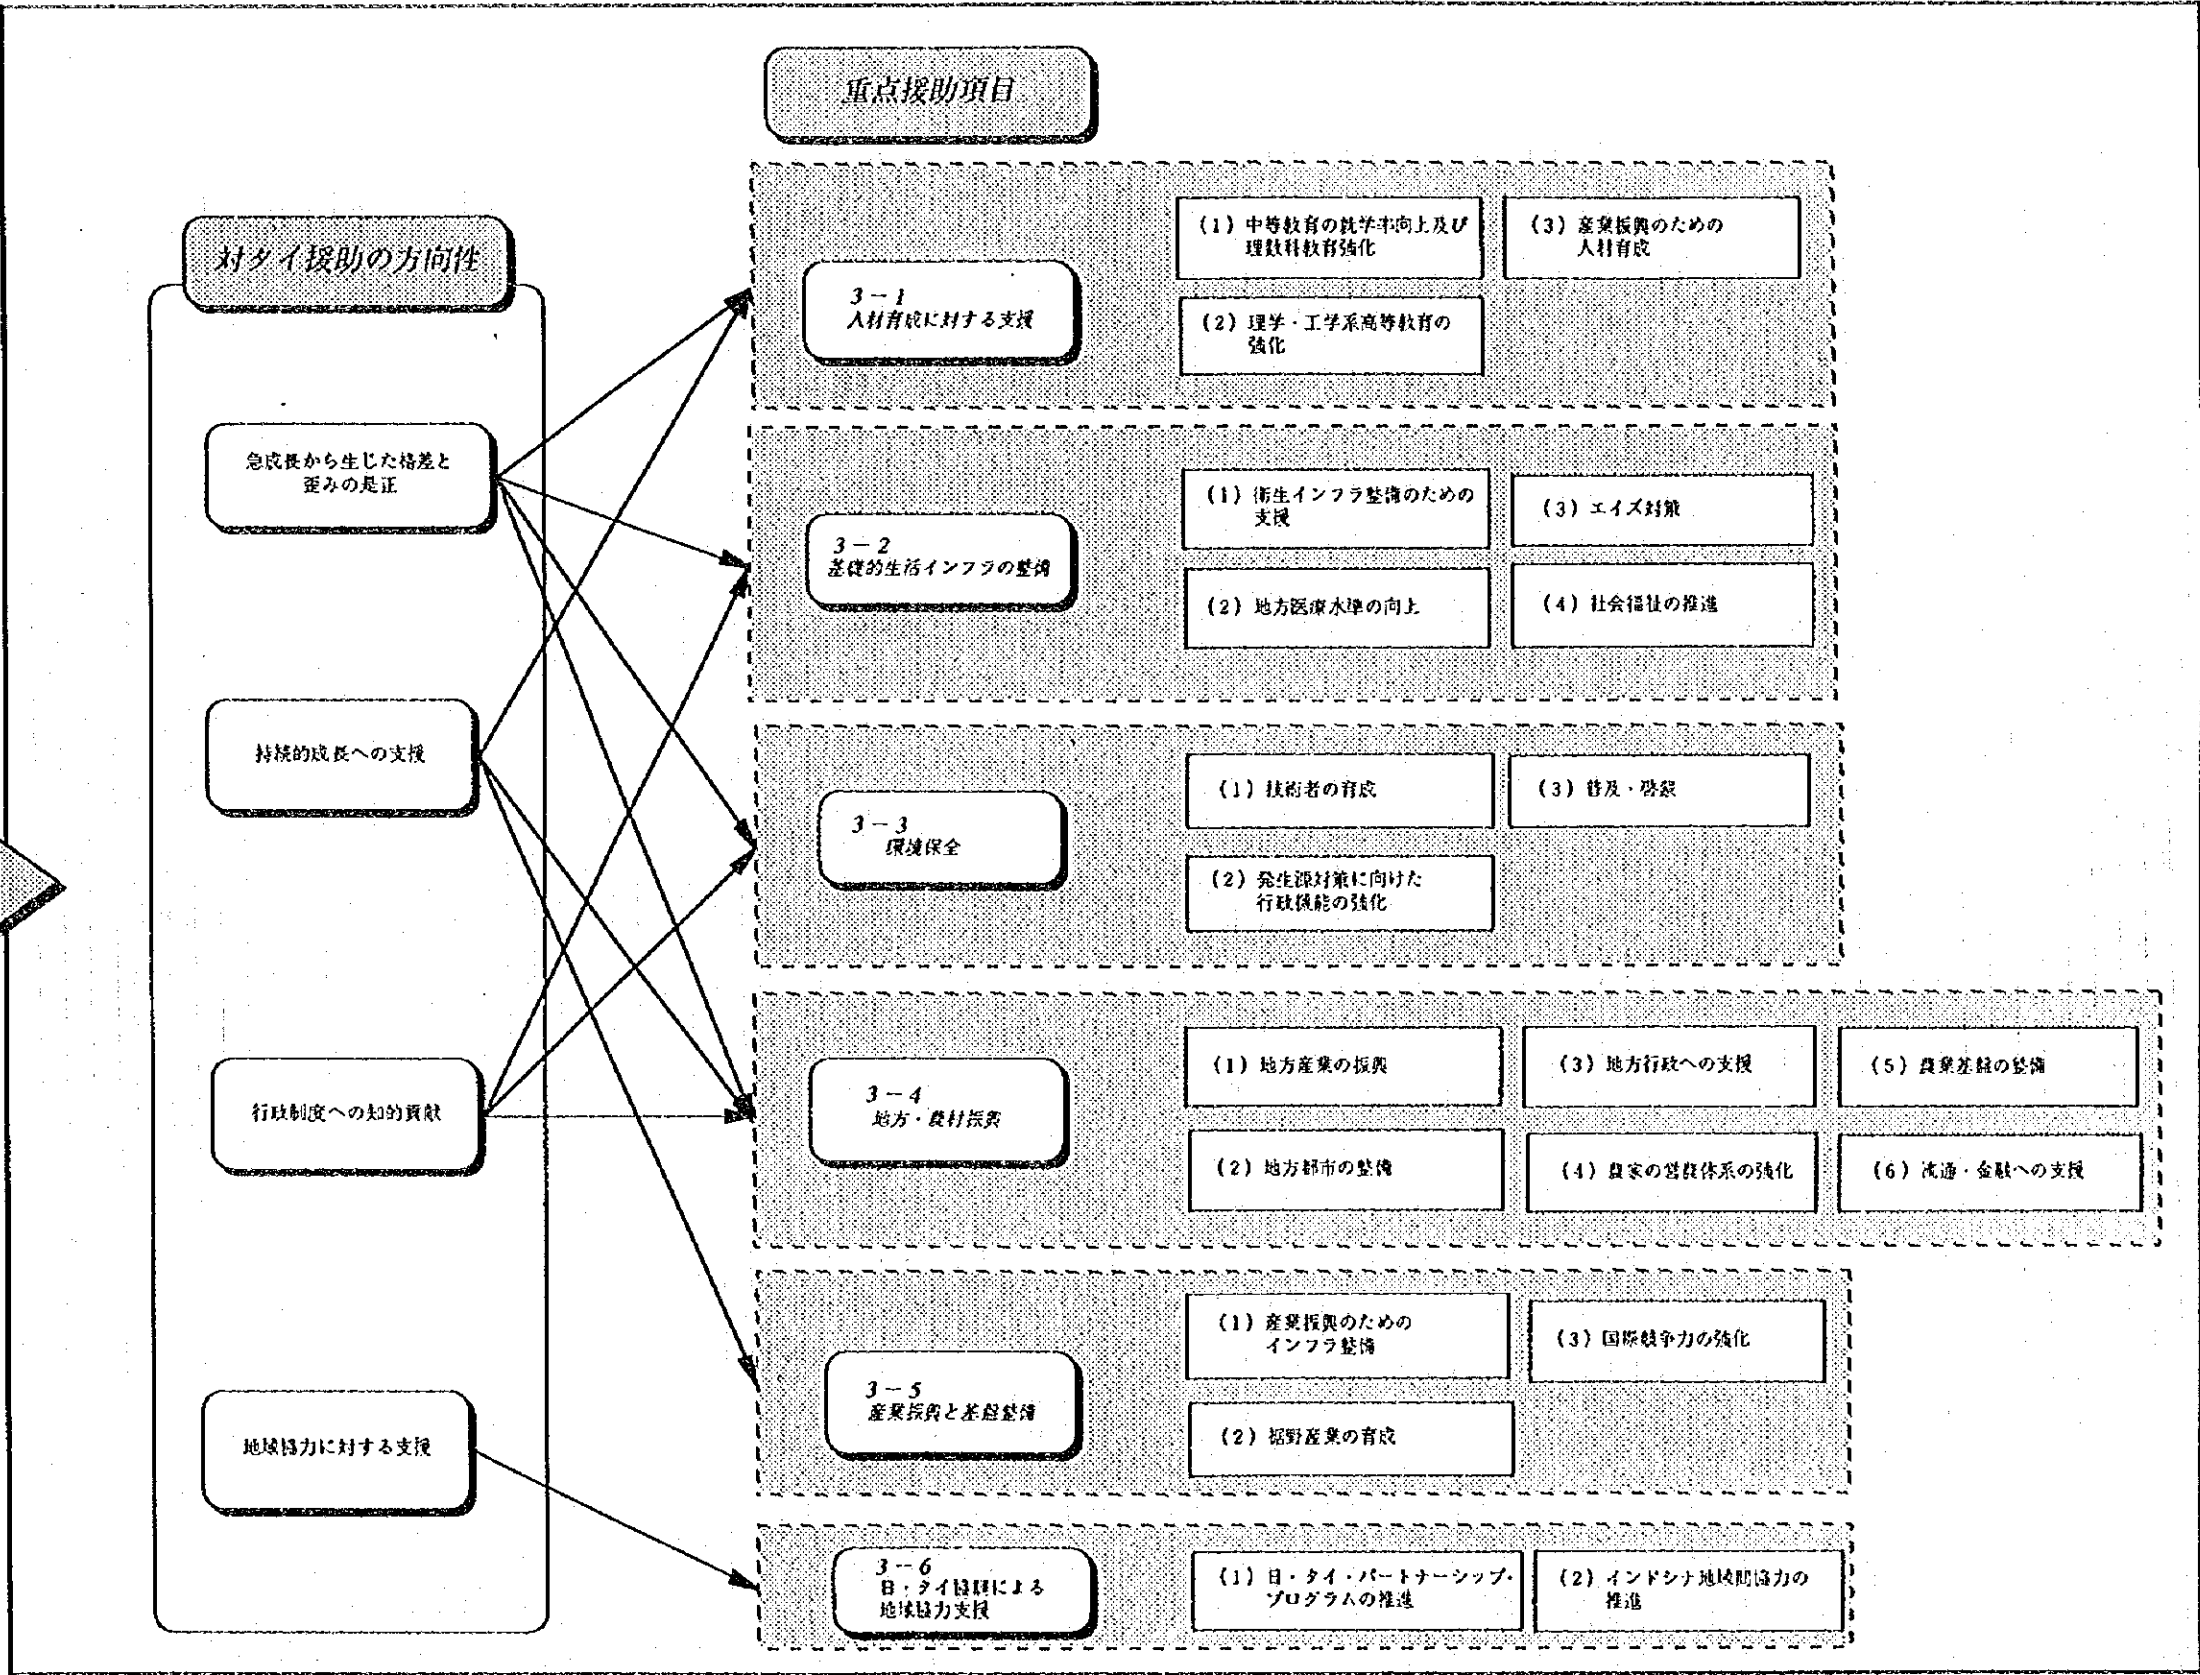 重点援助項目
対タイ援助の方向性
急成長から生じた格差と
歪みの是正
持続的成長への支援
行政制度への知的貢献
地域協力に対する支援
3-1
人材育成に対する支援
(1) 中等教育の就学率向上及び
理数科教育強化
(2) 理学・工学系高等教育の
強化
(3) 産業振興のための
人材育成
3-2
基礎的生活インフラの整備
(1) 衛生インフラ整備のための
支援
(2) 地方医療水準の向上
(3) エイズ対策
(4) 社会福祉の推進
3-3
環境保全
(1) 技術者の育成
(2) 発生源対策に向けた
行政機能の強化
(3) 普及・啓蒙
3-4
地方・農村振興
(1) 地方産業の振興
(2) 地方都市の整備
(3) 地方行政への支援
(4) 農家の営農体系の強化
(5) 農業基盤の整備
(6) 流通・金融への支援
3-5
産業振興と基盤整備
(1) 産業振興のための
インフラ整備
(2) 裾野産業の育成
(3) 国際競争力の強化
3-6
日・タイ協調による
地域協力支援
(1) 日・タイ・パートナーシップ・
プログラムの推進
(2) インドシナ地域間協力の
推進